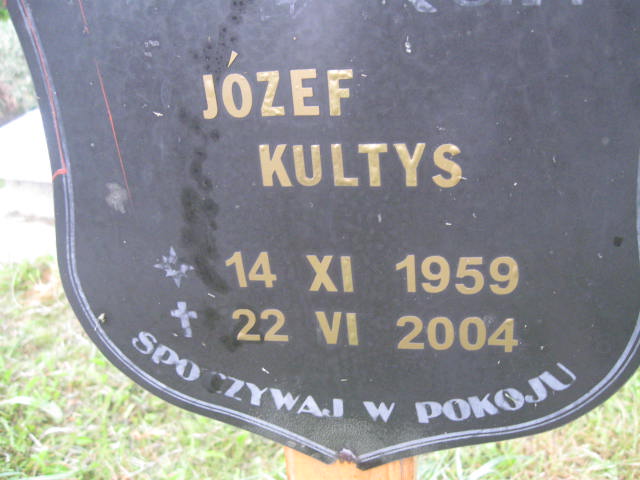 JÓZEF
KULTYS
14 XI 1959
22 VI 2004
SPOCZYWAJ W POKOJU